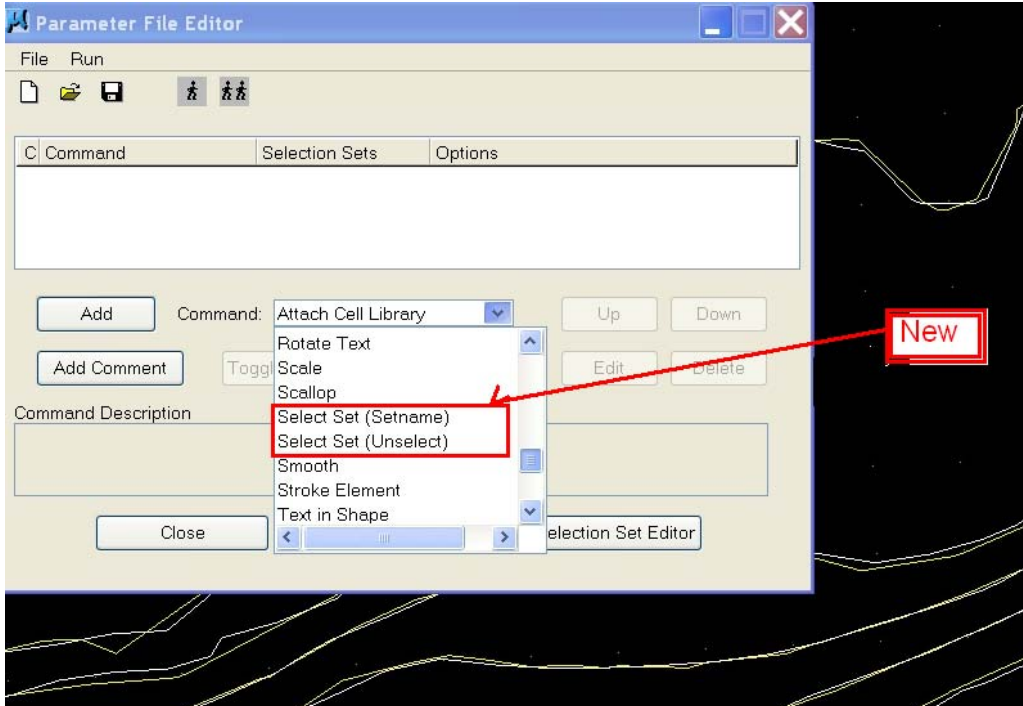 Parameter File Editor
File Run
C Command Selection Sets Options
Add Command: Attach Cell Library Up Down
New
Rotate Text
Add Comment Toggl Scale Edit Delete
Scallop
Command Description
Select Set (Setname)
Select Set (Unselect)
Smooth
Stroke Element
Text in Shape
Close election Set Editor